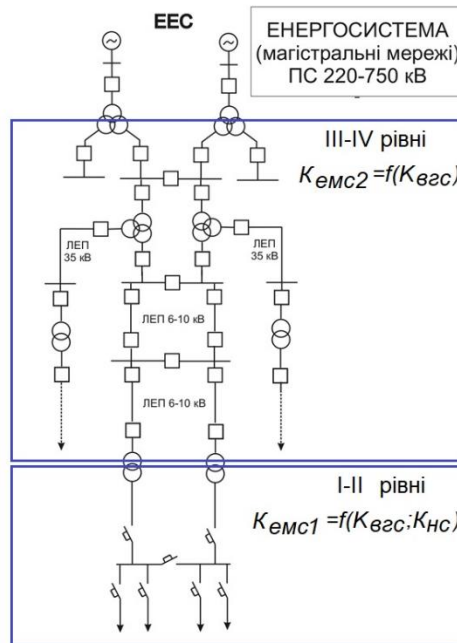 ЕЕС
ЕНЕРГОСИСТЕМА
(магістральні мережі)
ПС 220-750 кВ
III-IV рівні
Kемс2 =f(Kвгс)
ЛЕП
35 кВ
ЛЕП
35 кВ
ЛЕП 6-10 кВ
ЛЕП 6-10 кВ
I-II рівні
Kемс1 =f(Kвгс;Kнс)